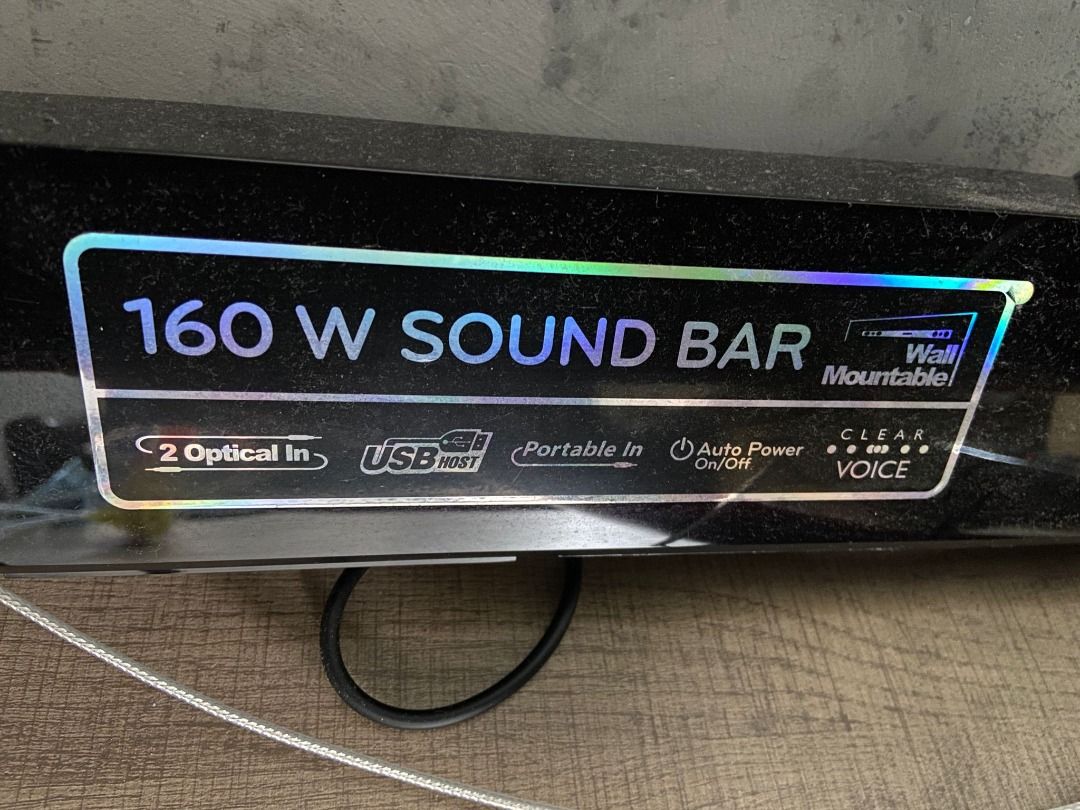 160 W SOUND BAR
Wall
Mountable
2 Optical In
USB HOST
Portable In
Auto Power
On/Off
CLEAR
VOICE